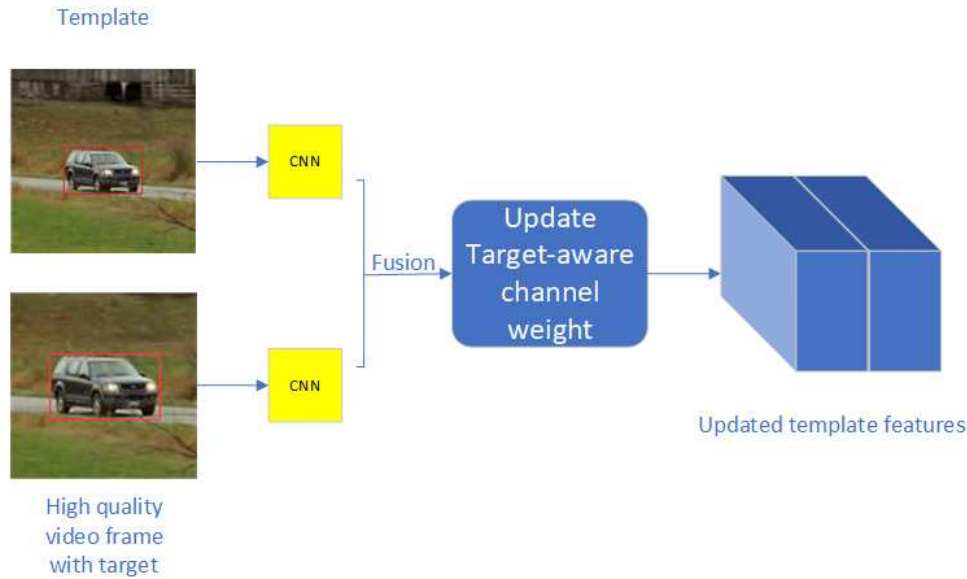 Template
CNN
Fusion
Update
Target-aware
channel
weight
CNN
Updated template features
High quality
video frame
with target